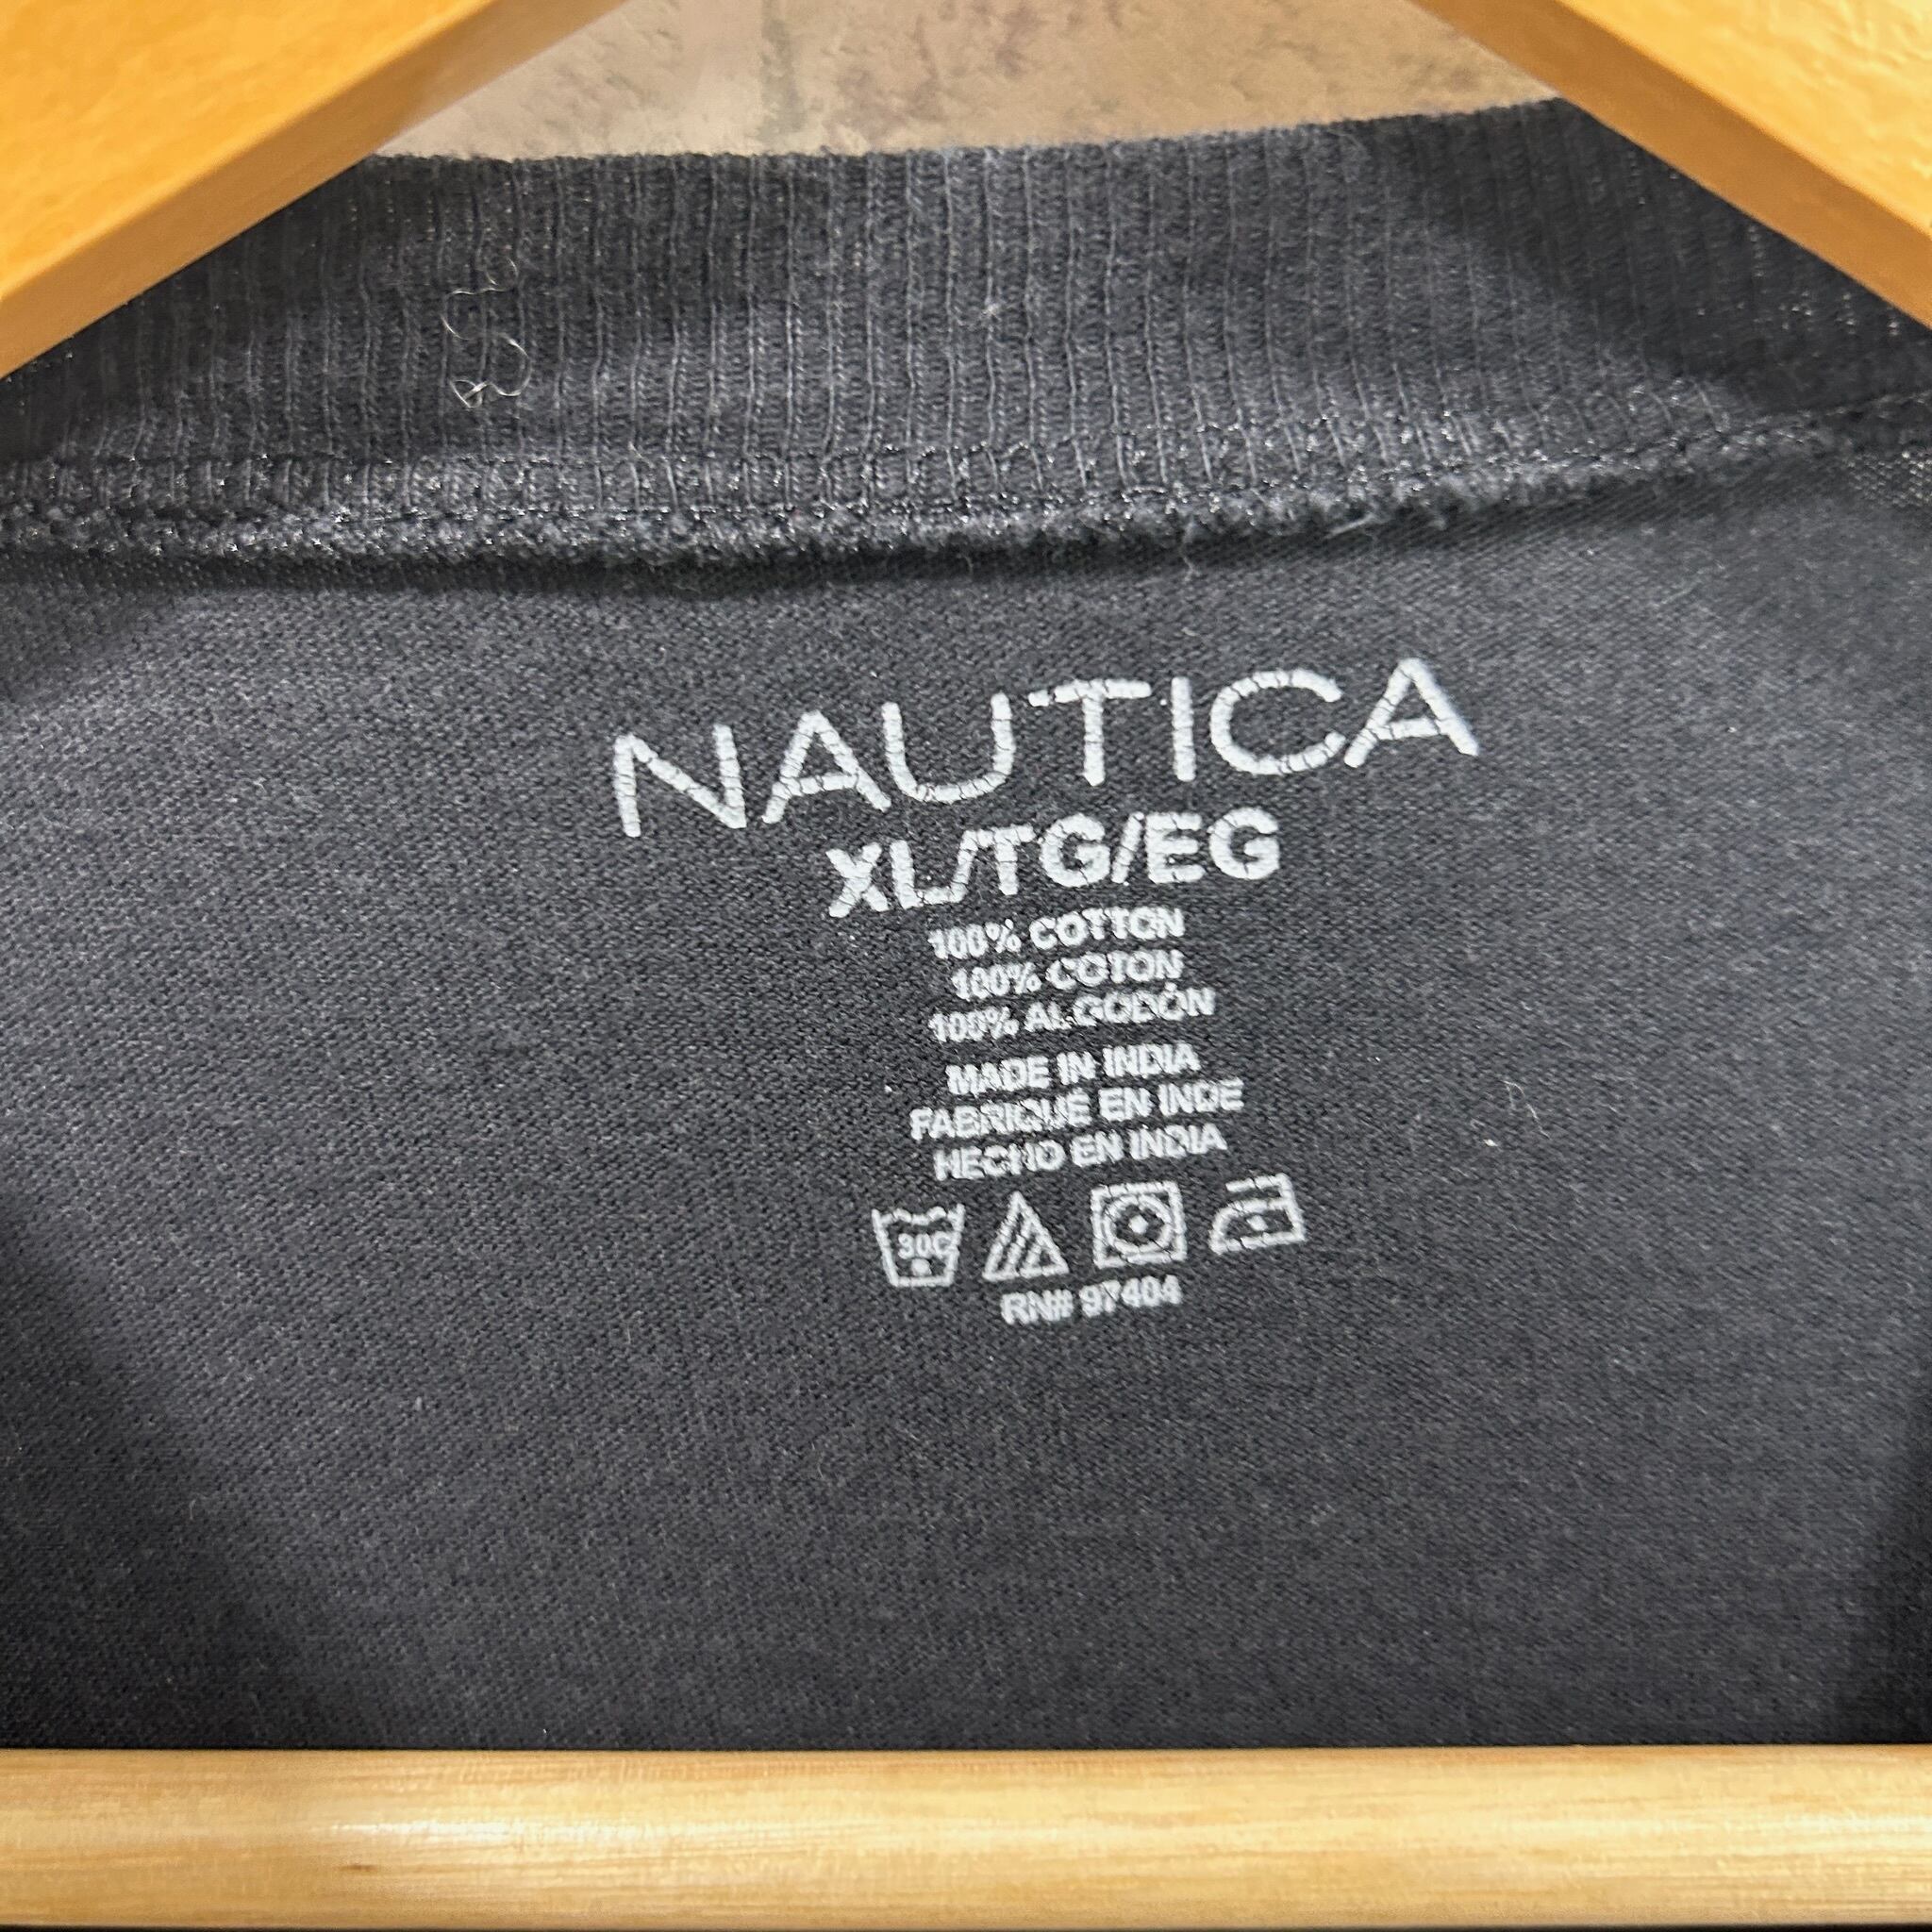 NAUTICA
XL/TG/EG
100% COTTON
100% COTON
100% ALGODÓN
MADE IN INDIA
FABRIQUÉ EN INDE
HECHO EN INDIA
30C
RN# 97404